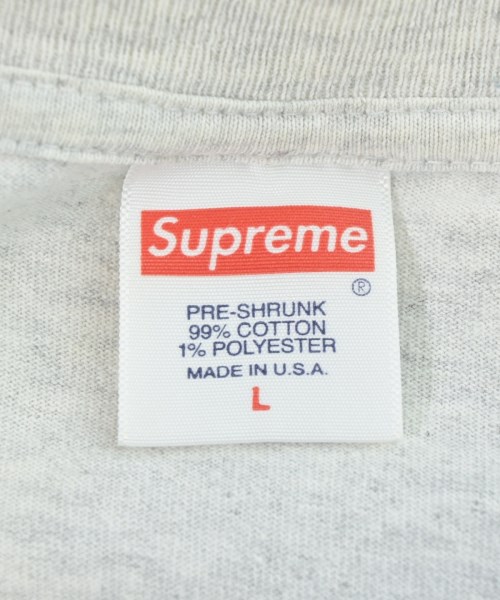 Supreme
®
PRE-SHRUNK
99% COTTON
1% POLYESTER
MADE IN U.S.A.
L